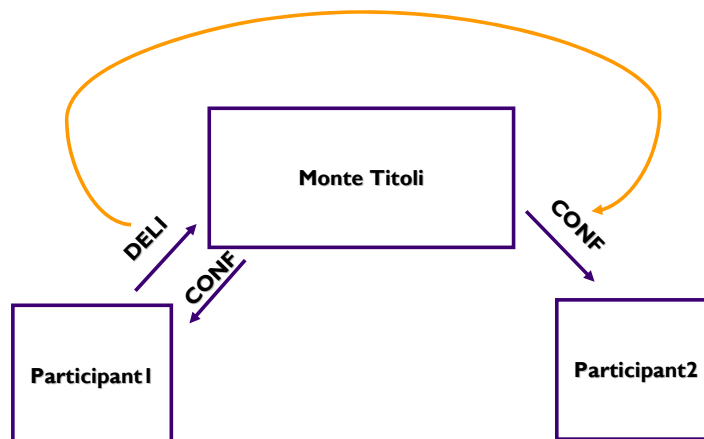 Monte Titoli
DELI
CONF
CONF
Participant1
Participant2